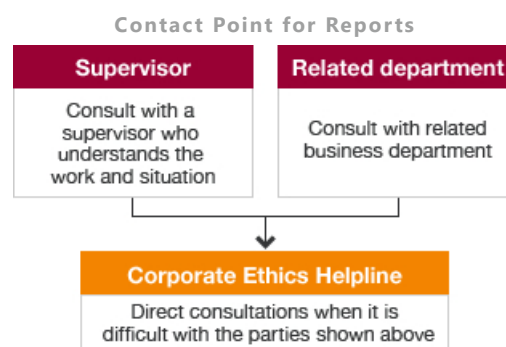 Contact Point for Reports
Supervisor
Consult with a
supervisor who
understands the
work and situation
Related department
Consult with related
business department
Corporate Ethics Helpline
Direct consultations when it is
difficult with the parties shown above